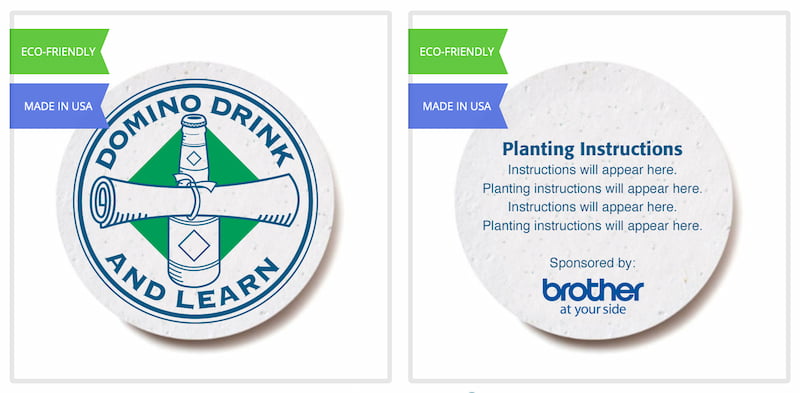 ECO-FRIENDLY
MADE IN USA
DOMINO DRINK
AND LEARN
ECO-FRIENDLY
MADE IN USA
Planting Instructions
Instructions will appear here.
Planting instructions will appear here.
Instructions will appear here.
Planting instructions will appear here.
Sponsored by:
brother
at your side